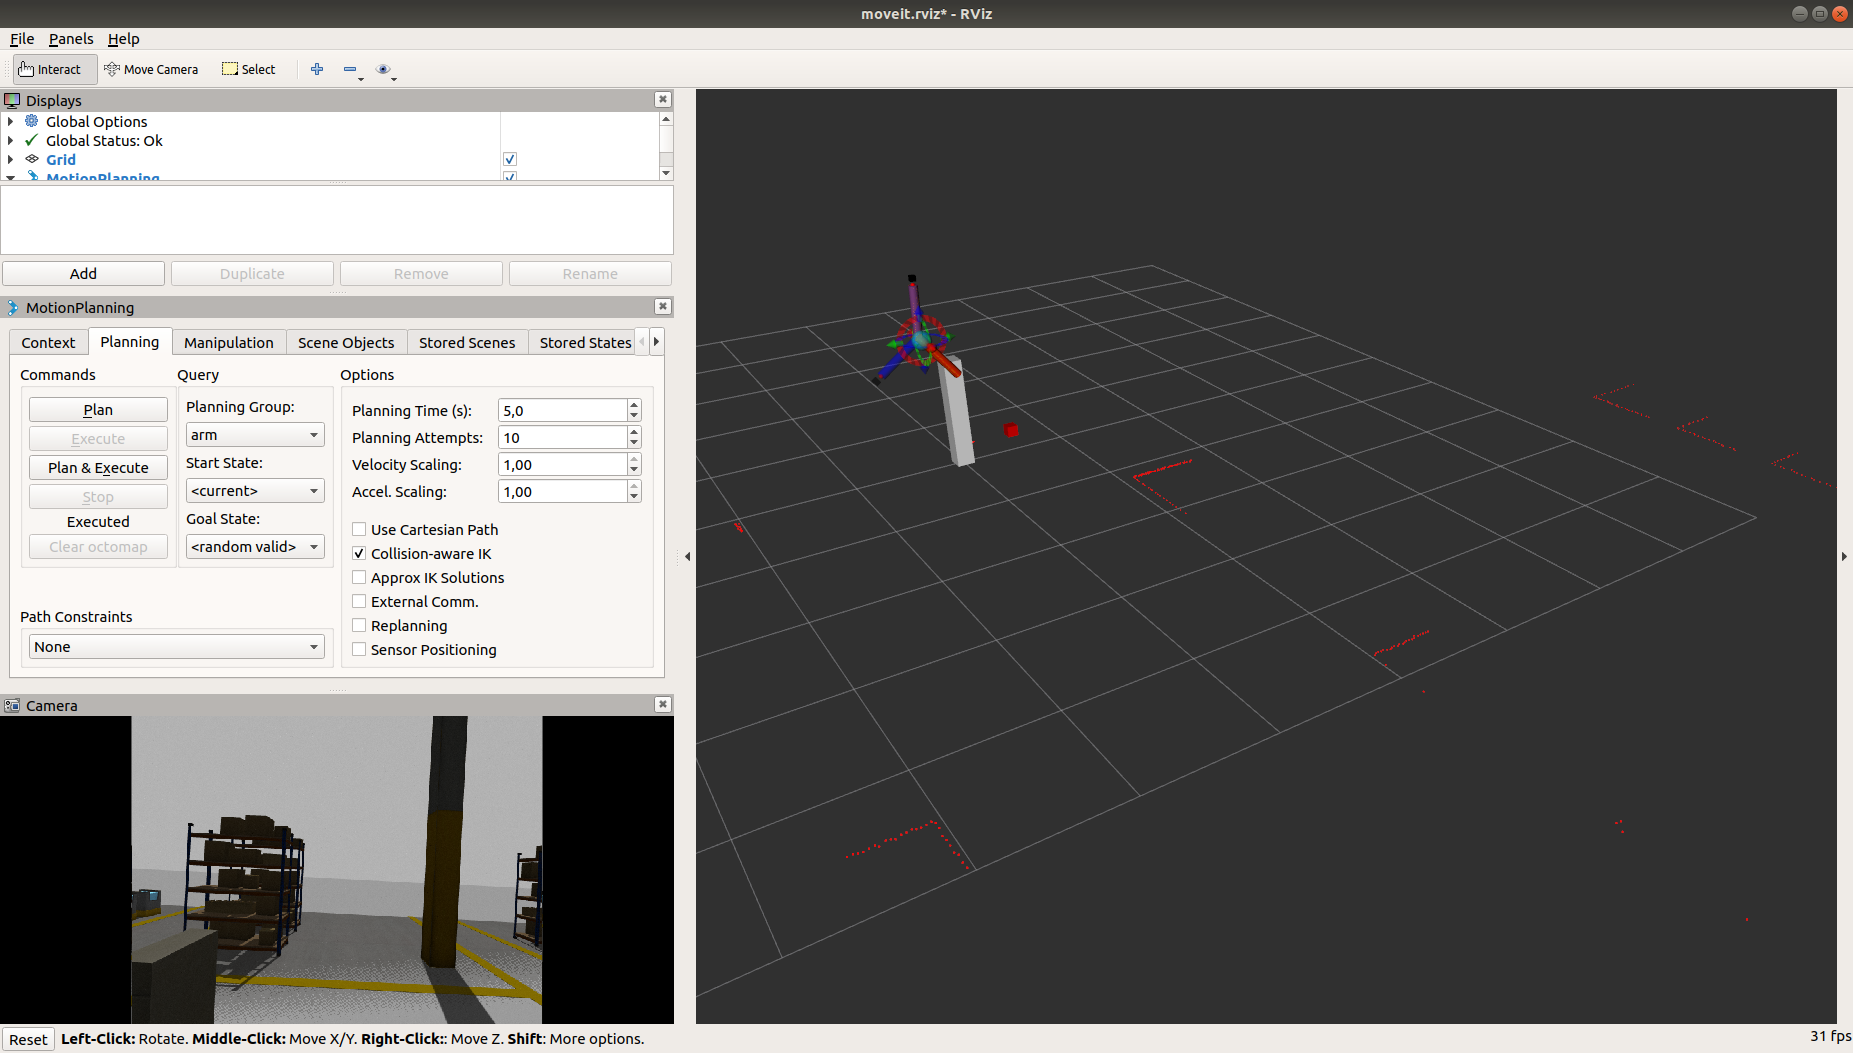 moveit.rviz* - RViz
File Panels Help
Interact Move Camera Select
Displays
Global Options
Global Status: Ok
Grid
MotionPlanning
Add Duplicate Remove Rename
MotionPlanning
Context Planning Manipulation Scene Objects Stored Scenes Stored States
Commands
Plan
Execute
Plan & Execute
Stop
Executed
Clear octomap
Query
Planning Group:
arm
Start State:
<current>
Goal State:
<random valid>
Path Constraints
None
Options
Planning Time (s): 5,0
Planning Attempts: 10
Velocity Scaling: 1,00
Accel. Scaling: 1,00
Use Cartesian Path
Collision-aware IK
Approx IK Solutions
External Comm.
Replanning
Sensor Positioning
Camera
Reset Left-Click: Rotate. Middle-Click: Move X/Y. Right-Click:: Move Z. Shift: More options. 31 fps